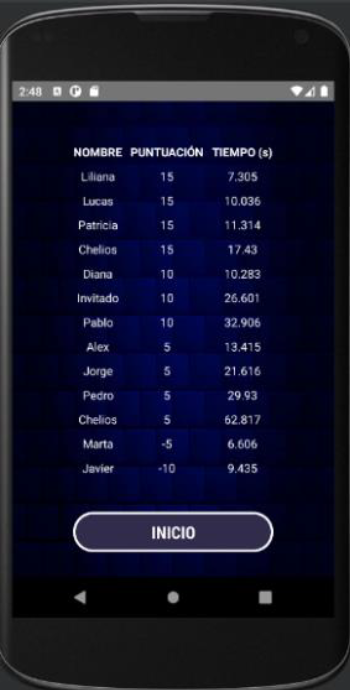 2:48
NOMBRE PUNTUACIÓN TIEMPO (s)
Liliana 15 7.305
Lucas 15 10.036
Patricia 15 11.314
Chelios 15 17.43
Diana 10 10.283
Invitado 10 26.601
Pablo 10 32.906
Alex 5 13.415
Jorge 5 21.616
Pedro 5 29.93
Chelios 5 62.817
Marta -5 6.606
Javier -10 9.435
INICIO